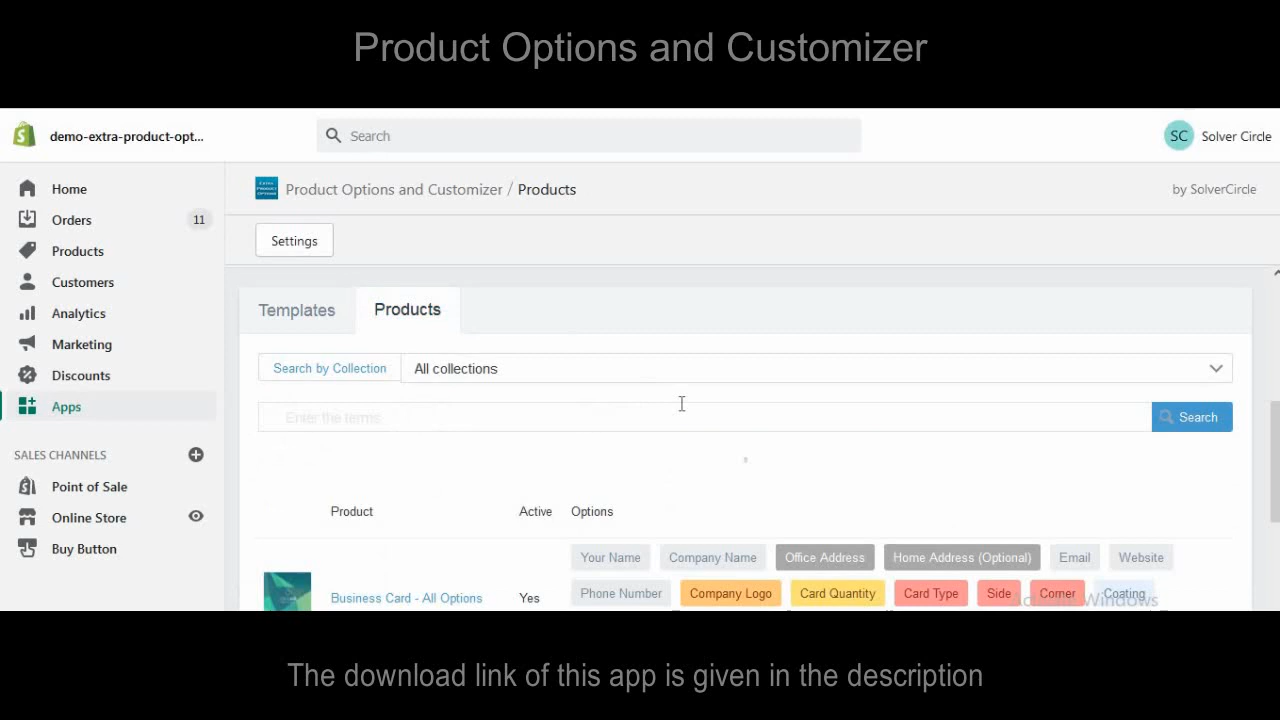 Product Options and Customizer
demo-extra-product-opt...
Search
SC
Solver Circle
Home
Orders
11
Products
Customers
Analytics
Marketing
Discounts
Apps
SALES CHANNELS
Point of Sale
Online Store
Buy Button
Product Options and Customizer / Products
by SolverCircle
Settings
Templates
Products
Search by Collection
All collections
Enter the terms
Search
Product Active Options
Your Name Company Name Office Address Home Address (Optional) Email Website
Phone Number Company Logo Card Quantity Card Type Side Corner Coating
Business Card - All Options
Yes
Windows
The download link of this app is given in the description